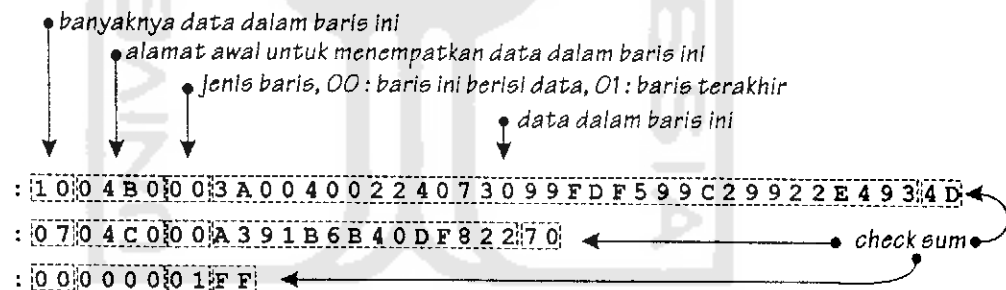 banyaknya data dalam baris ini
alamat awal untuk menempatkan data dalam baris ini
jenis baris, 00 : baris ini berisi data, 01 : baris terakhir
data dalam baris ini
: 10 04B0 00 3A00400224073099FDF599C29922E493 4D
: 07 04C0 00 A391B6B40DF822 70
check sum
: 00 0000 01 FF